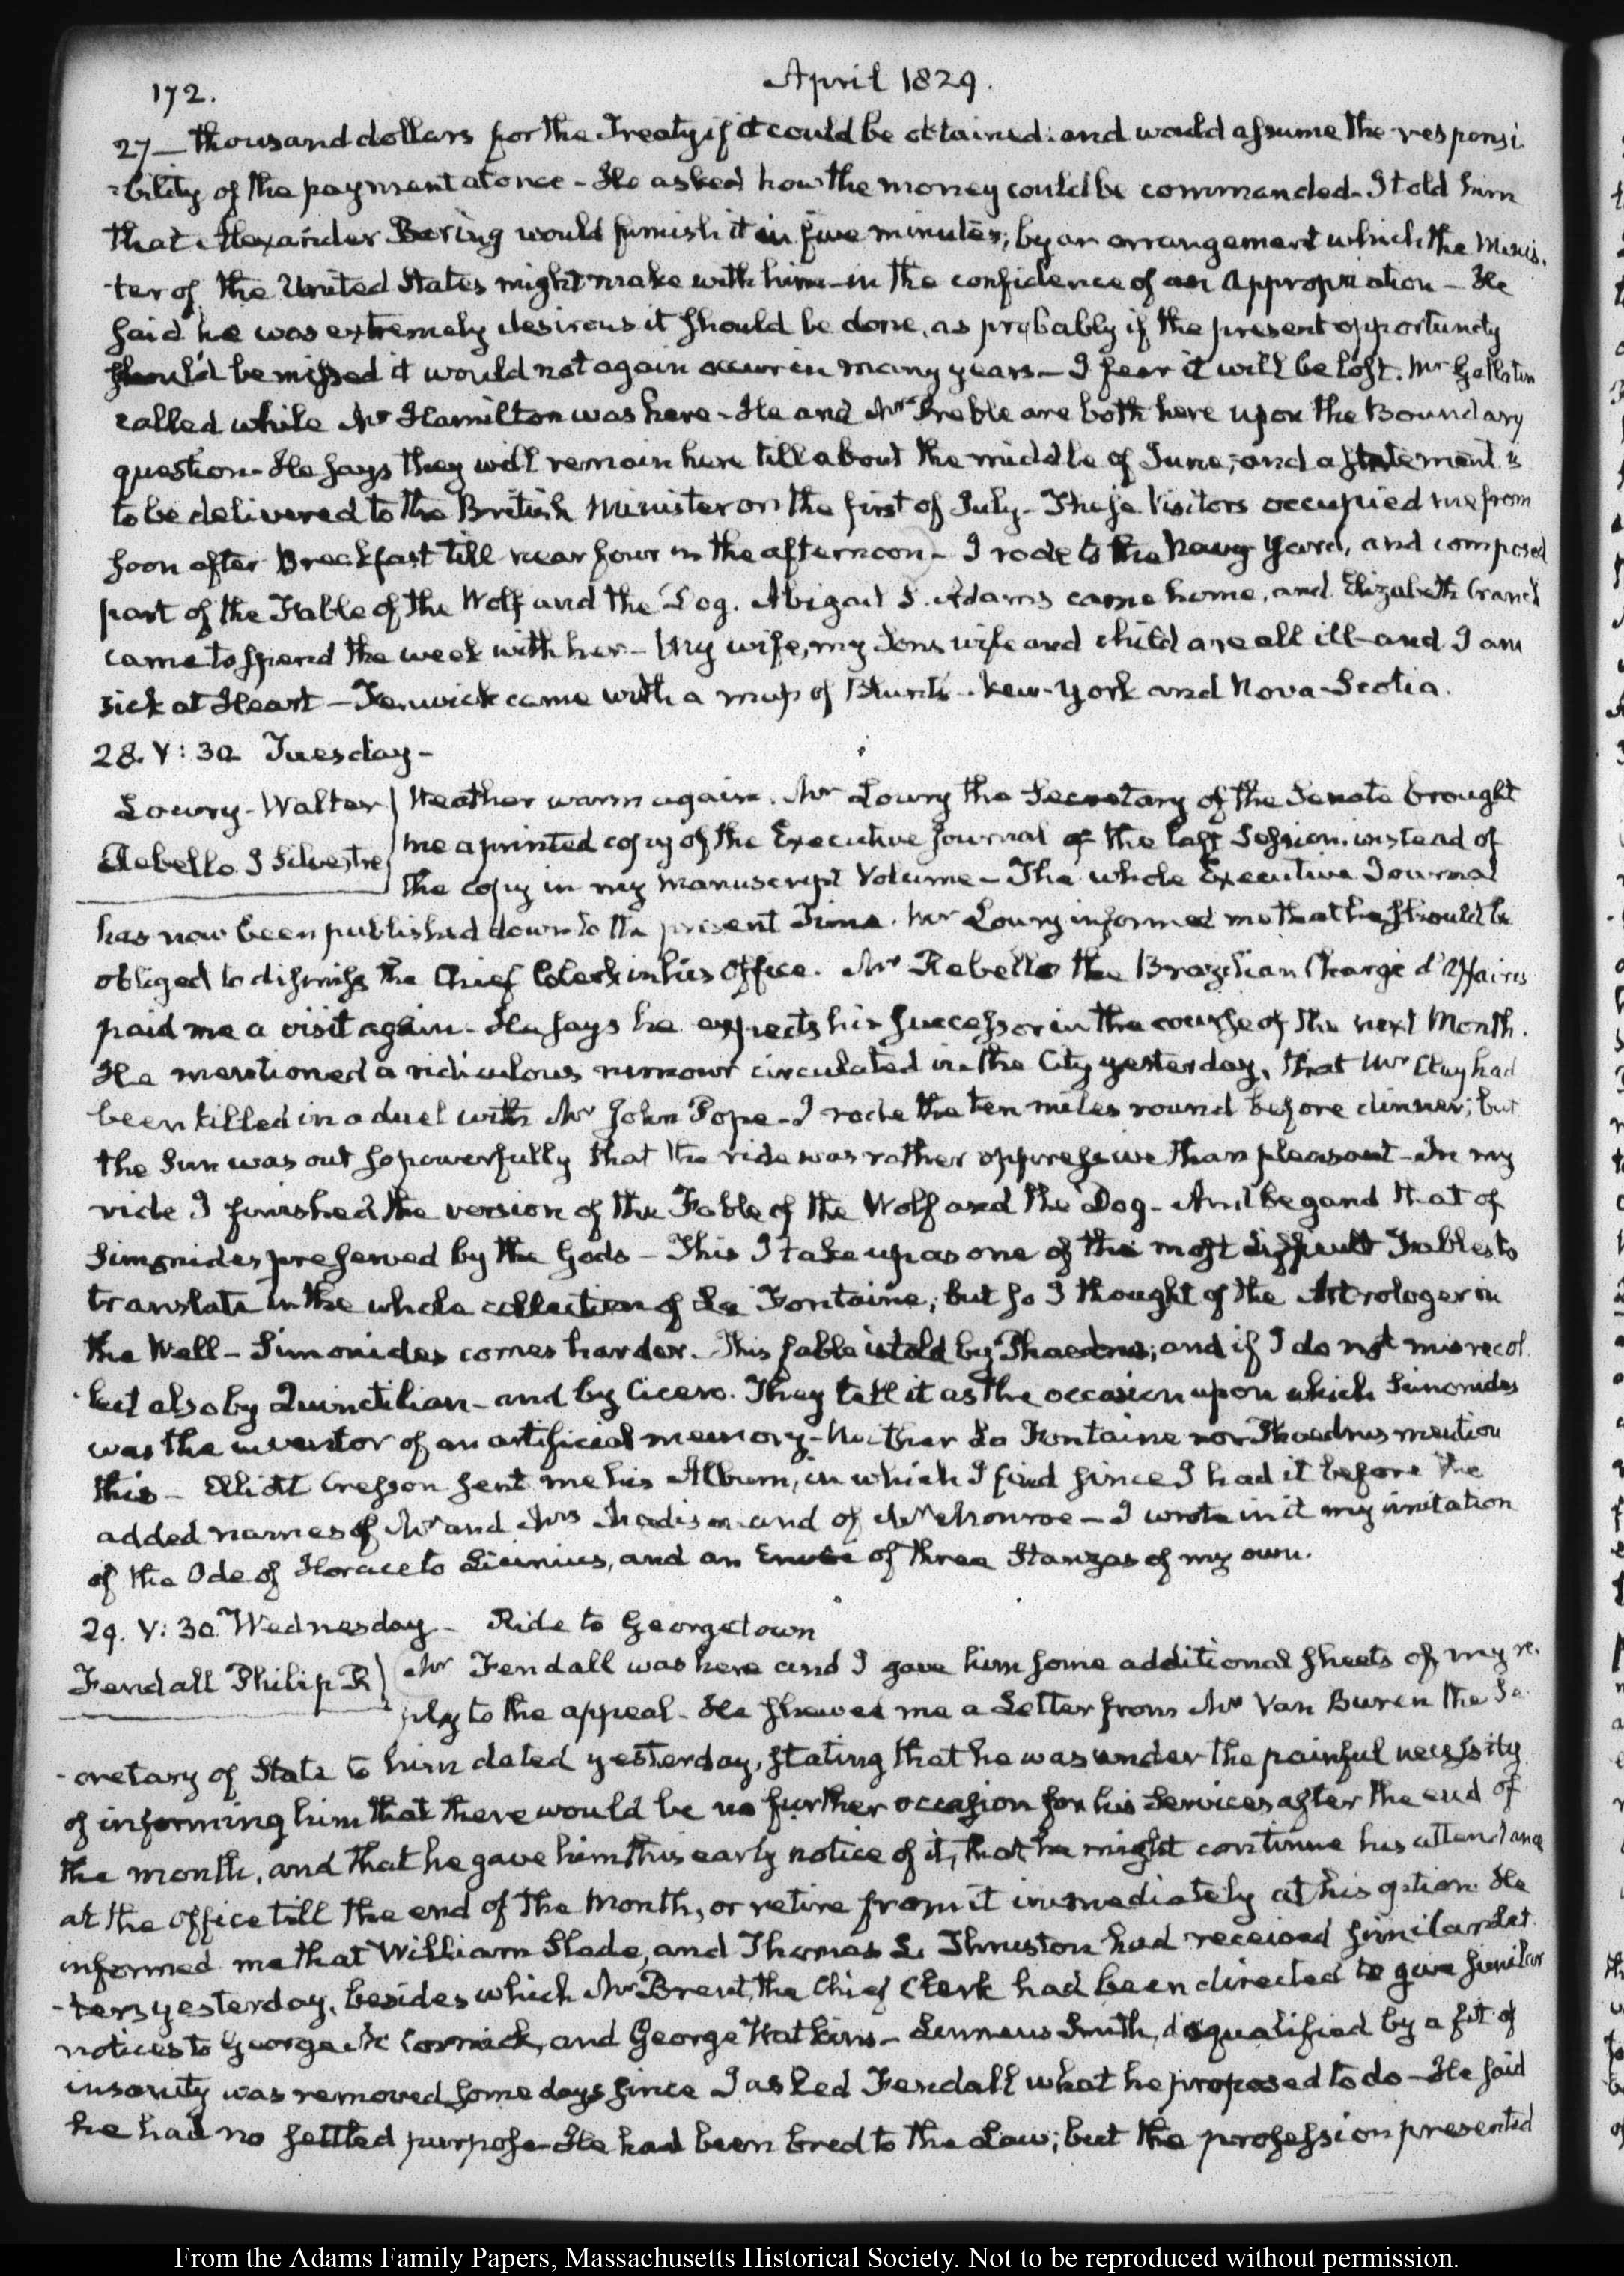 172.
April 1829.
27— thousand dollars for the Treaty if it could be obtained: and would assume the responsi
-bility of the payment at once - He asked how the money could be commanded - I told him
that Alexander Baring would furnish it in five minutes; by an arrangement which the Minis-
-ter of the United States might make with him - in the confidence of an Appropriation - He
said he was extremely desirous it should be done, as probably if the present opportunity
should be missed it would not again occur in many years - I fear it will be lost. Mr Gallatin
called while Mr Hamilton was here - He and Mr Preble are both here upon the Boundary
question - He says they will remain here till about the middle of June; and a statement is
to be delivered to the British Minister on the first of July - These Visitors occupied me from
soon after Breakfast till near four in the afternoon - I rode to the Navy Yard, and composed
part of the Fable of the Wolf and the Dog. Abigail S. Adams came home, and Elizabeth Cranch
came to spend the week with her - My wife, my Sons wife and child are all ill - and I am
sick at Heart - Fenwick came with a map of Blunt's New-York and Nova-Scotia.
28. V: 30 Tuesday -
Lowry - Walter
Rebello J Silvestre
Weather warm again. Mr Lowry the Secretary of the Senate brought
me a printed copy of the Executive Journal of the last Session. instead of
the copy in my manuscript Volume - The whole Executive Journal
has now been published down to the present Time. Mr Lowry informed me that he should be
obliged to dismiss the Chief Clerk in his Office. Mr Rebello the Brazilian Chargé d'Affaires
paid me a visit again - He says he expects his successor in the course of the next Month.
He mentioned a ridiculous rumour circulated in the City yesterday, that Mr Clay had
been killed in a duel with Mr John Pope - I rode the ten miles round before dinner; but
the Sun was out so powerfully that the ride was rather oppressive than pleasant - In my
ride I finished the version of the Fable of the Wolf and the Dog - And begand that of
Simonides preserved by the Gods - This I take up as one of the most difficult Fables to
translate in the whole collection of La Fontaine; but so I thought of the Astrologer in
the Well - Simonides comes harder. This fable is told by Phaedrus; and if I do not misrecol
-lect also by Quinctilian - and by Cicero. They tell it as the occasion upon which Simonides
was the inventor of an artificial memory - Neither La Fontaine nor Phaedrus mention
this - Elliott Cresson sent me his Album, in which I find since I had it before the
added names of Mr and Mrs Madison and of Mr Monroe - I wrote in it my imitation
of the Ode of Horace to Licinius, and an Envoi of three Stanzas of my own.
29. V: 30 Wednesday - Ride to Georgetown
Fendall Philip R
Mr Fendall was here and I gave him some additional sheets of my re-
ply to the appeal - He shewed me a Letter from Mr Van Buren the Se
-cretary of State to him dated yesterday, stating that he was under the painful necessity
of informing him that there would be no further occasion for his Services after the end of
the month, and that he gave him this early notice of it, that he might continue his attendance
at the Office till the end of the Month, or retire from it immediately at his option. He
informed me that William Slade, and Thomas L. Thruston had received similar Let
-ters yesterday, besides which Mr Brent, the Chief Clerk had been directed to give similar
notices to George McCormick, and George Watkins - Linneus Smith, disqualified by a fit of
insanity was removed some days since I asked Fendall what he proposed to do - He said
he had no settled purpose - He had been bred to the Law; but the profession presented
From the Adams Family Papers, Massachusetts Historical Society. Not to be reproduced without permission.